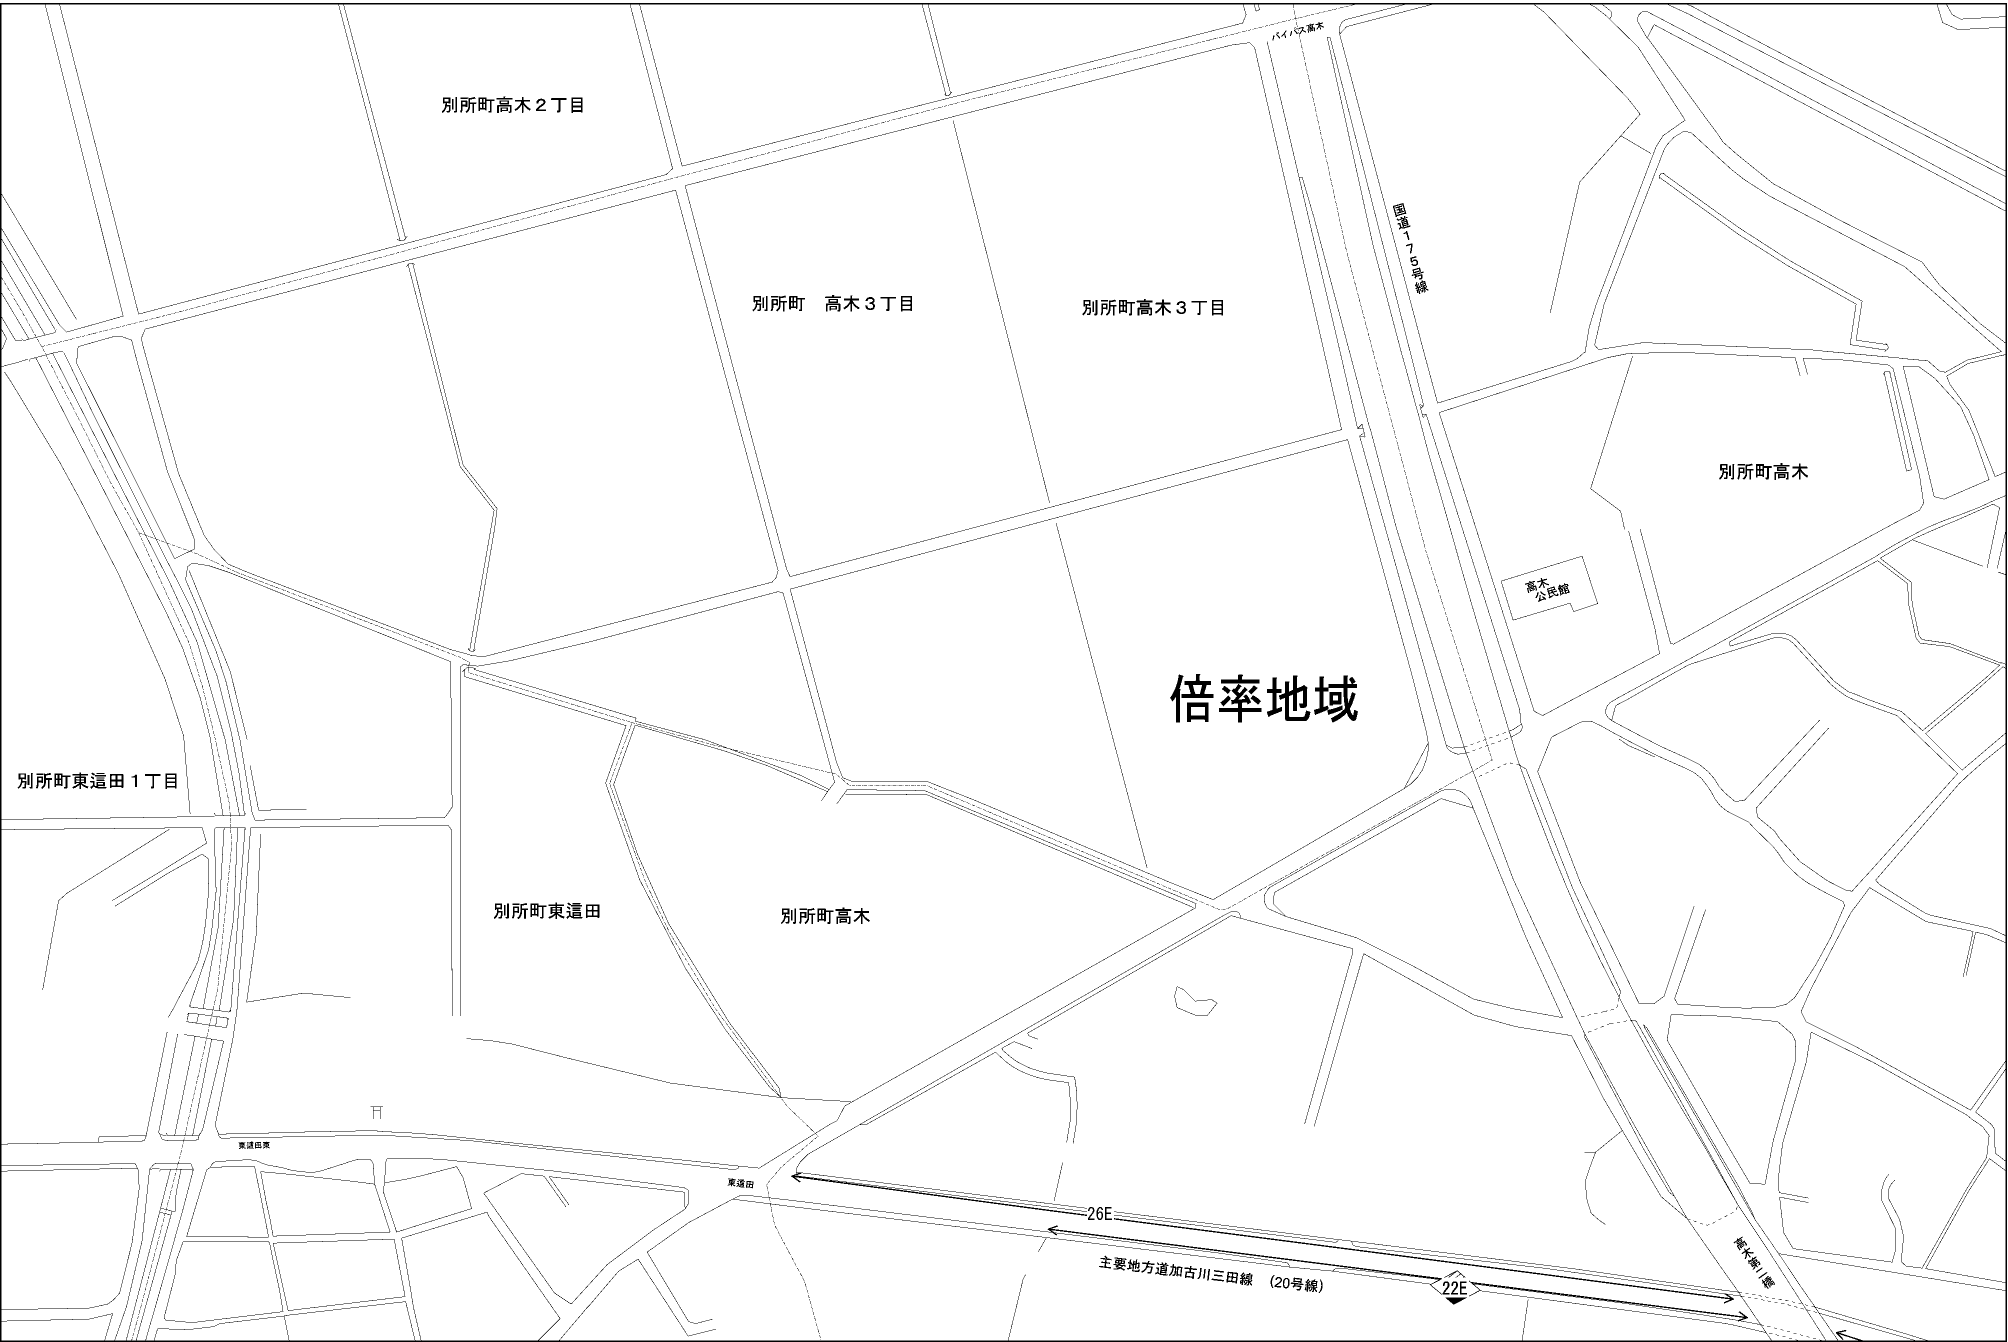 バイパス高木
別所町高木２丁目
国道175号線
別所町　高木３丁目
別所町高木３丁目
別所町高木
高木
公民館
倍率地域
別所町東這田１丁目
別所町東這田
別所町高木
東這田東
東這田
26E
高木第二橋
主要地方道加古川三田線　（20号線）
22E